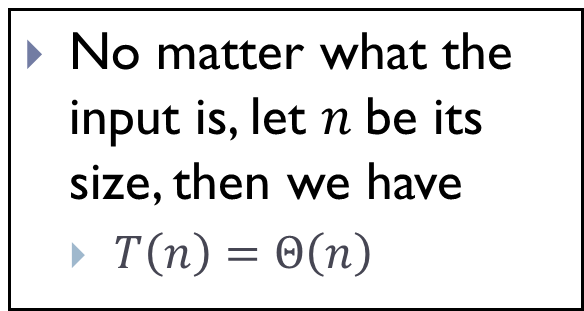 No matter what the
input is, let n be its
size, then we have
T(n) = Θ(n)